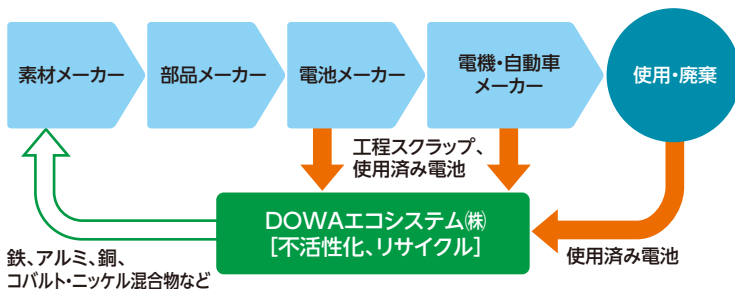 素材メーカー
部品メーカー
電池メーカー
電機・自動車
メーカー
使用・廃棄
工程スクラップ、
使用済み電池
DOWAエコシステム㈱
[不活性化、リサイクル]
使用済み電池
鉄、アルミ、銅、
コバルト・ニッケル混合物など